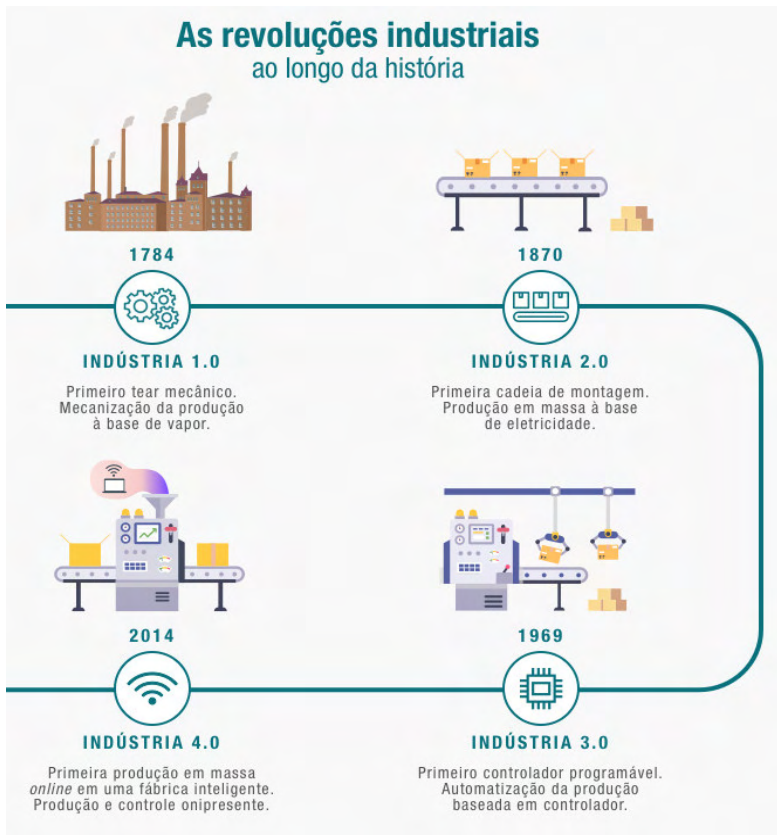 As revoluções industriais
ao longo da história
1784
INDÚSTRIA 1.0
Primeiro tear mecânico.
Mecanização da produção
à base de vapor.
1870
INDÚSTRIA 2.0
Primeira cadeia de montagem.
Produção em massa à base
de eletricidade.
1969
INDÚSTRIA 3.0
Primeiro controlador programável.
Automatização da produção
baseada em controlador.
2014
INDÚSTRIA 4.0
Primeira produção em massa
online em uma fábrica inteligente.
Produção e controle onipresente.